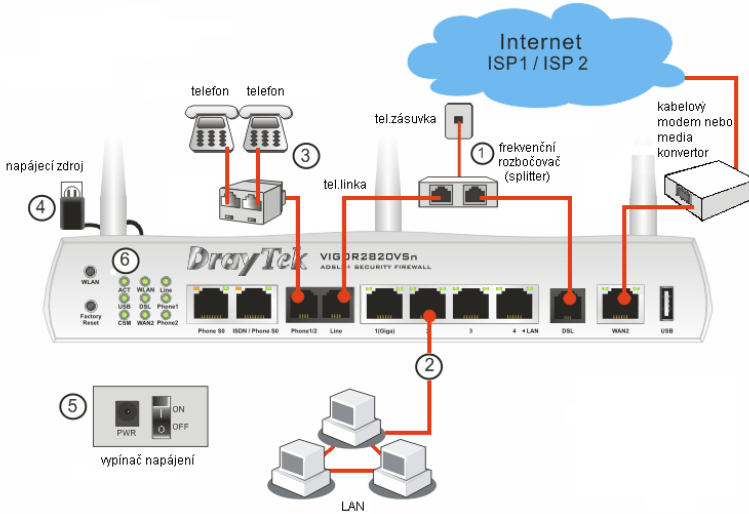 Internet
ISP1 / ISP 2
telefon
telefon
tel.zásuvka
kabelový
modem nebo
media
konvertor
3
1
frekvenční
rozbočovač
(splitter)
napájecí zdroj
tel.linka
4
6
DrayTek
VIGOR2820VSn
ADSL2+ SECURITY FIREWALL
WLAN
ACT
WLAN
Line
USB
DSL
Phone1
CSM
WAN2
Phone2
Factory
Reset
Phone S0
ISDN / Phone S0
Phone1/2
Line
1(Giga)
2
3
4 ◄LAN
DSL
WAN2
USB
2
5
PWR
ON
OFF
vypínač napájení
LAN